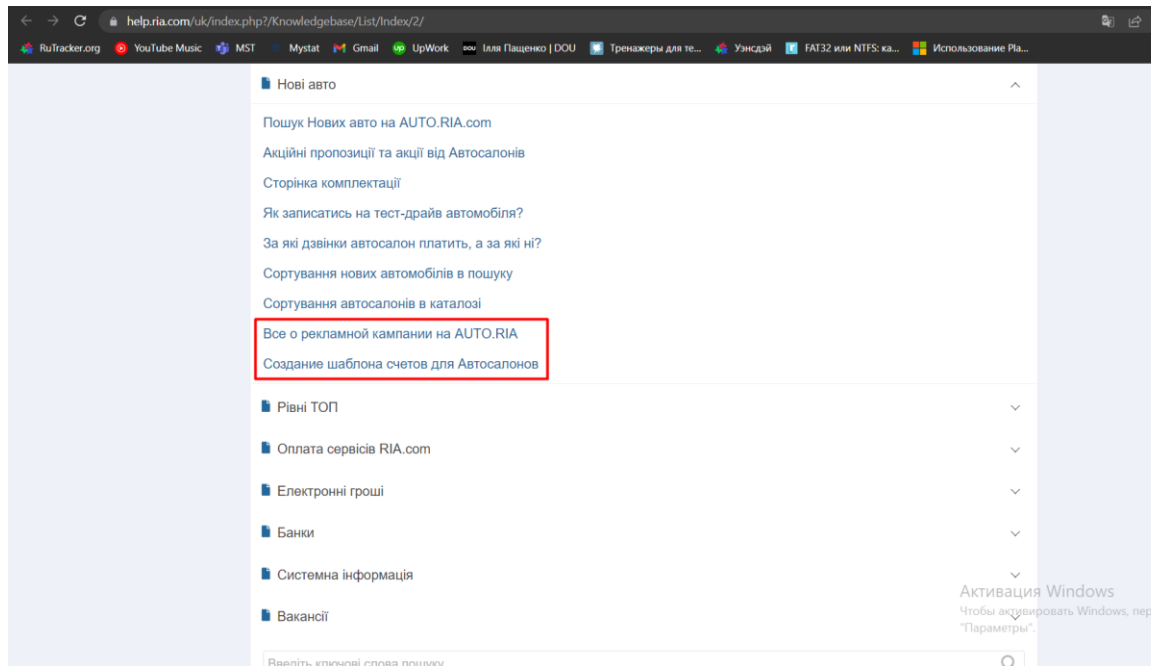 help.ria.com/uk/index.php?/Knowledgebase/List/Index/2/
RuTracker.org YouTube Music MST Mystat Gmail UpWork Ілля Пащенко | DOU Тренажеры для те... Уэнсдэй FAT32 или NTFS: ка... Использование Pla...
Нові авто
Пошук Нових авто на AUTO.RIA.com
Акційні пропозиції та акції від Автосалонів
Сторінка комплектації
Як записатись на тест-драйв автомобіля?
За які дзвінки автосалон платить, а за які ні?
Сортування нових автомобілів в пошуку
Сортування автосалонів в каталозі
Все о рекламной кампании на AUTO.RIA
Создание шаблона счетов для Автосалонов
Рівні ТОП
Оплата сервісів RIA.com
Електронні гроші
Банки
Системна інформація
Вакансії
Активация Windows
Чтобы активировать Windows, пер
"Параметры".
Введіть ключові слова пошуку